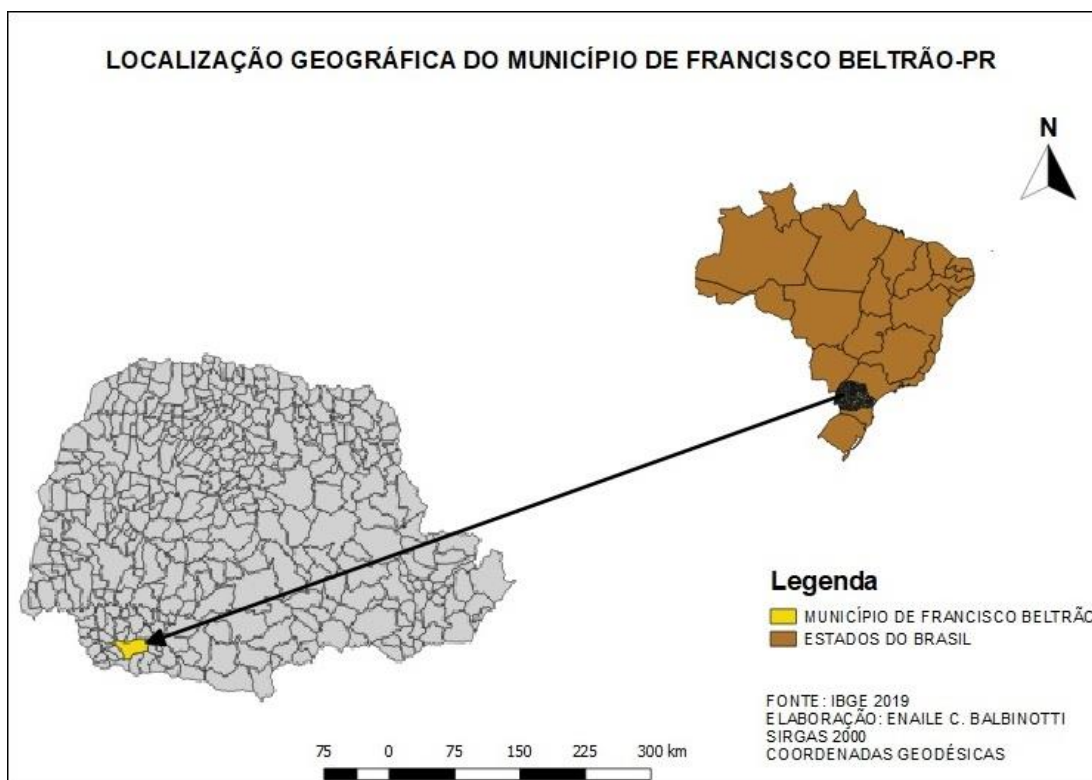 LOCALIZAÇÃO GEOGRÁFICA DO MUNICÍPIO DE FRANCISCO BELTRÃO-PR
N
Legenda
MUNICÍPIO DE FRANCISCO BELTRÃO
ESTADOS DO BRASIL
FONTE: IBGE 2019
ELABORAÇÃO: ENAILE C. BALBINOTTI
SIRGAS 2000
COORDENADAS GEODÉSICAS
75 0 75 150 225 300 km